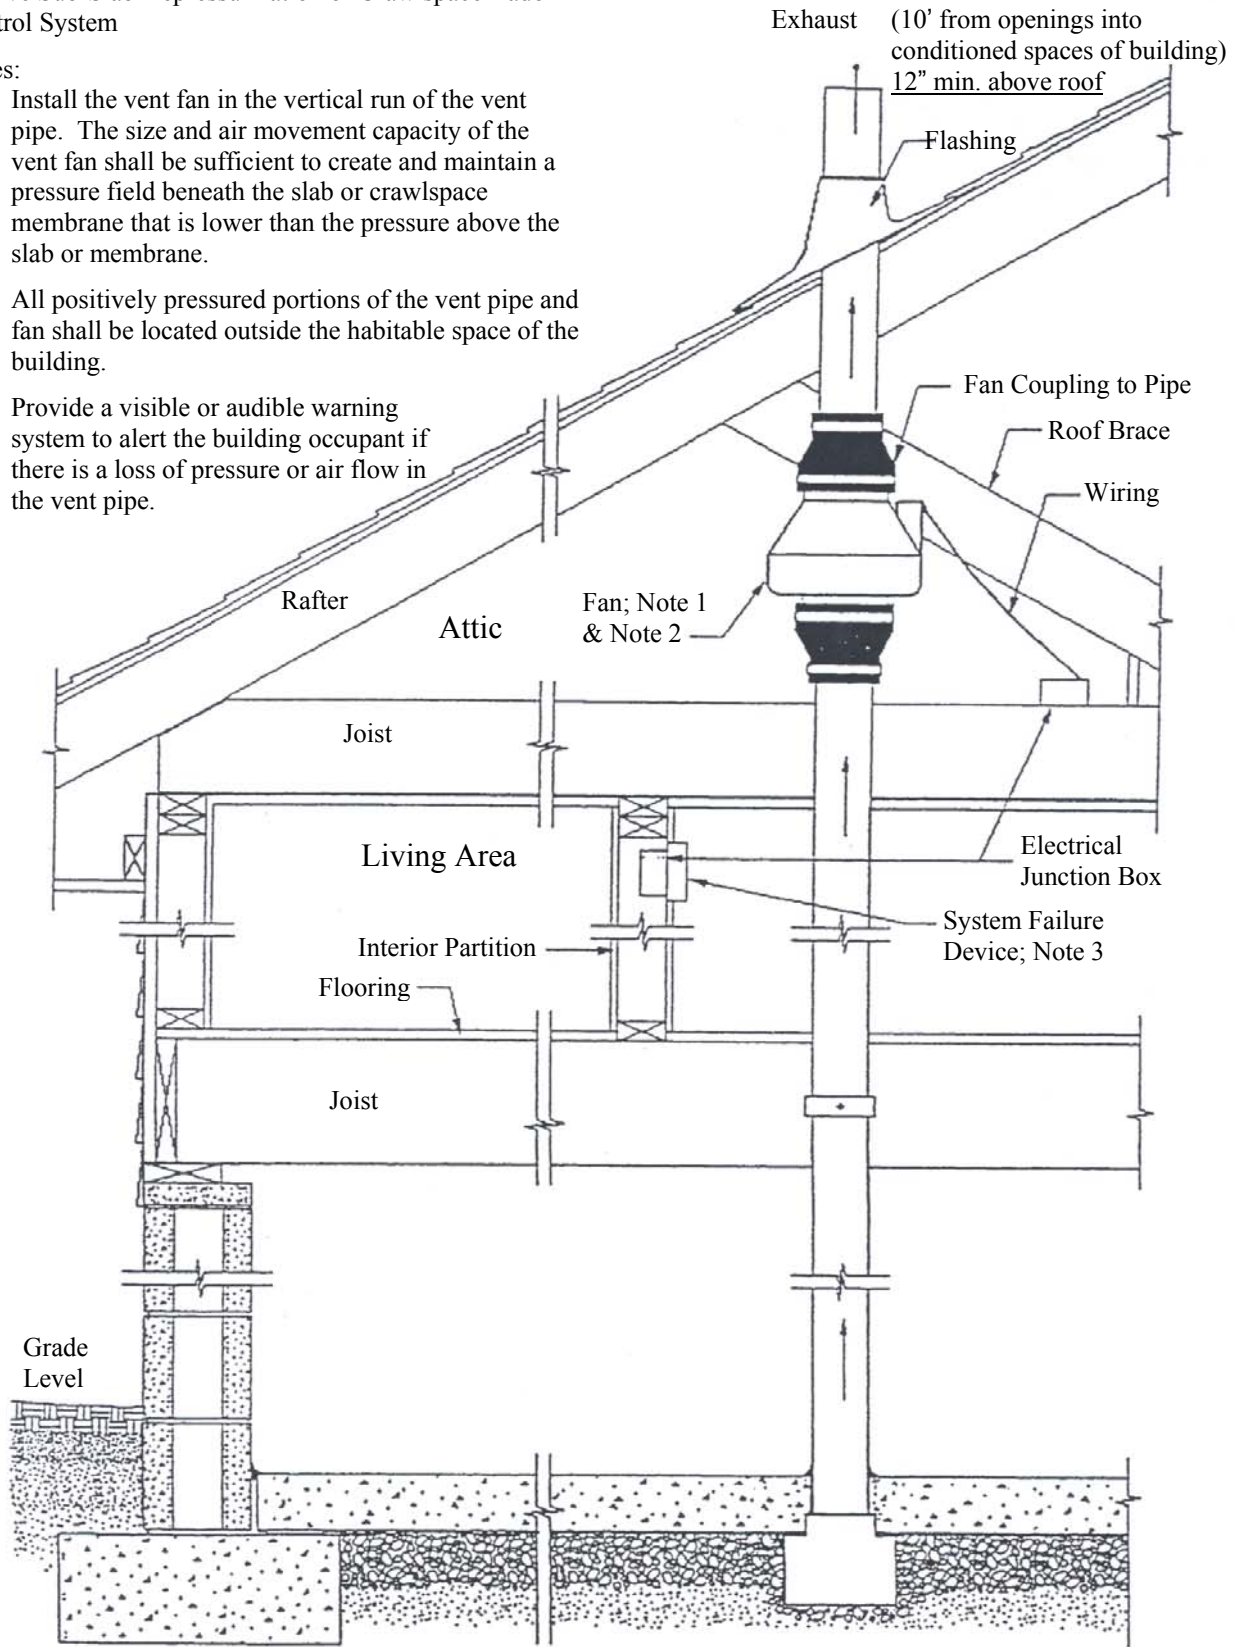 trol System
Install the vent fan in the vertical run of the vent
pipe. The size and air movement capacity of the
vent fan shall be sufficient to create and maintain a
pressure field beneath the slab or crawlspace
membrane that is lower than the pressure above the
slab or membrane.
All positively pressured portions of the vent pipe and
fan shall be located outside the habitable space of the
building.
Provide a visible or audible warning
system to alert the building occupant if
there is a loss of pressure or air flow in
the vent pipe.
Exhaust
(10’ from openings into
conditioned spaces of building)
12” min. above roof
Flashing
Fan Coupling to Pipe
Roof Brace
Wiring
Rafter
Attic
Fan; Note 1
& Note 2
Joist
Living Area
Electrical
Junction Box
System Failure
Device; Note 3
Interior Partition
Flooring
Joist
Grade
Level